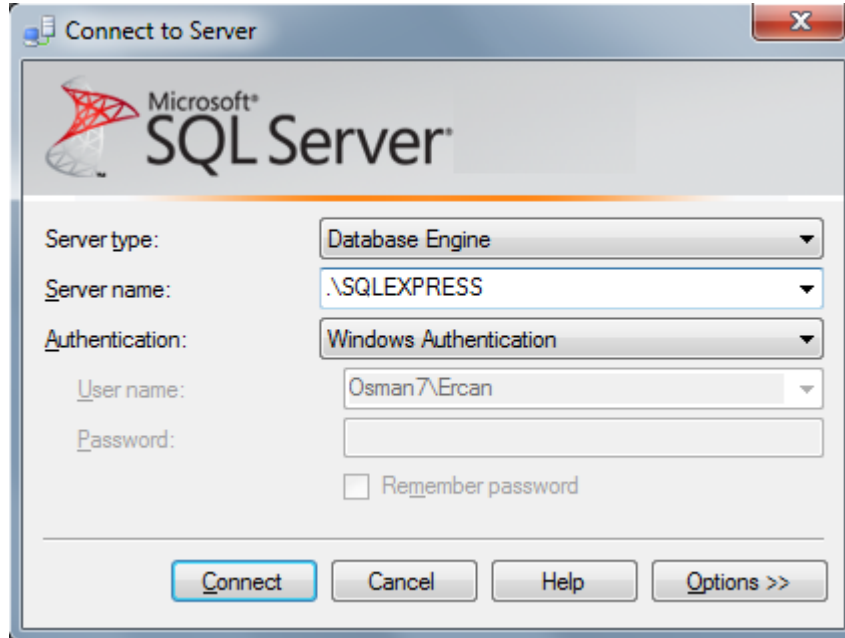 Connect to Server
Microsoft®
SQL Server®
Server type: Database Engine
Server name: .\SQLEXPRESS
Authentication: Windows Authentication
User name: Osman7\Ercan
Password:
Remember password
Connect Cancel Help Options >>